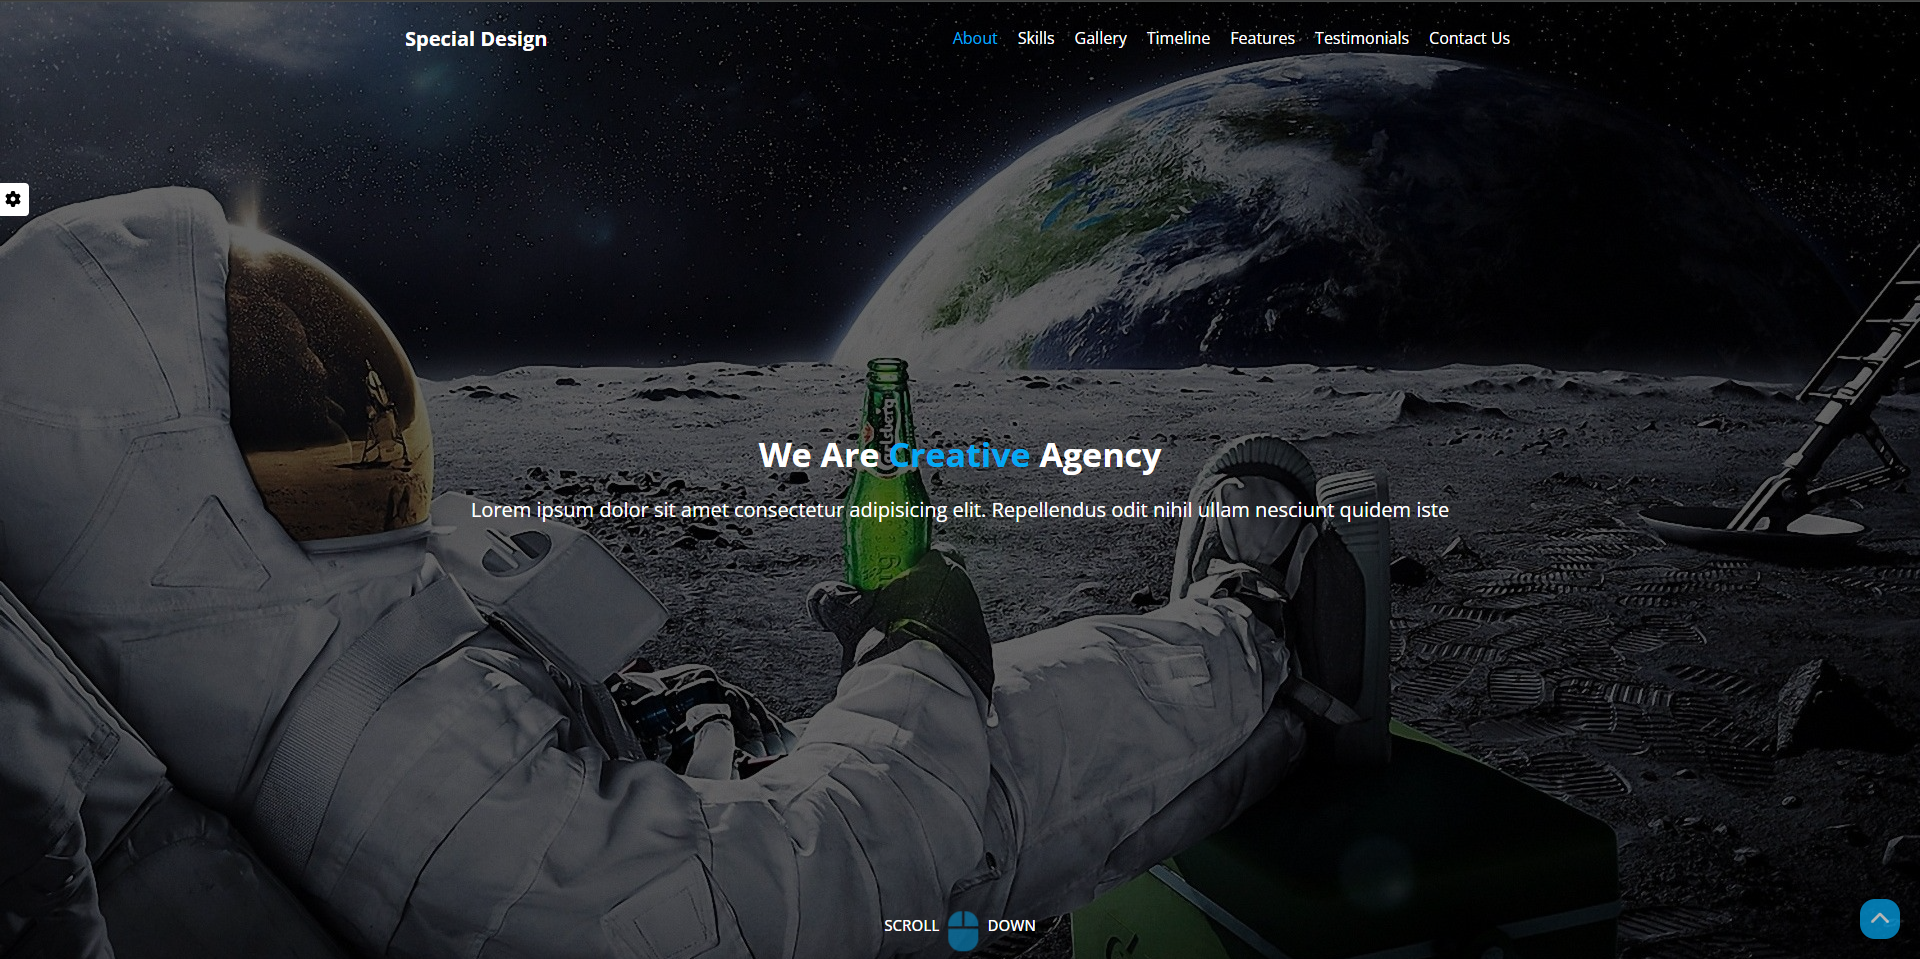 Special Design
About Skills Gallery Timeline Features Testimonials Contact Us
We Are Creative Agency
Lorem ipsum dolor sit amet consectetur adipisicing elit. Repellendus odit nihil ullam nesciunt quidem iste
SCROLL DOWN